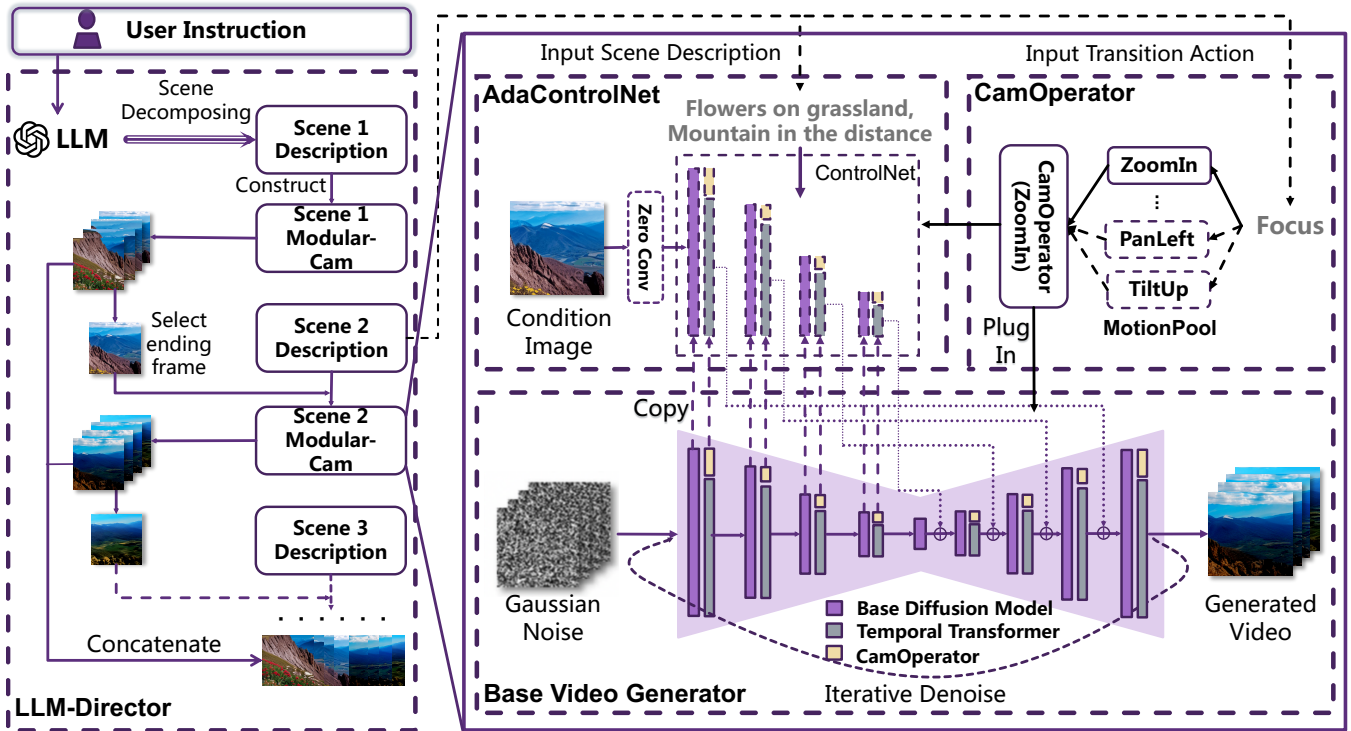 User Instruction
LLM
Scene
Decomposing
Scene 1
Description
Construct
Scene 1
Modular-
Cam
Select
ending
frame
Scene 2
Description
Scene 2
Modular-
Cam
Scene 3
Description
. . . . . .
Concatenate
LLM-Director
Input Scene Description
Input Transition Action
AdaControlNet
Flowers on grassland,
Mountain in the distance
ControlNet
Zero Conv
Condition
Image
CamOperator
CamOperator
(ZoomIn)
ZoomIn
...
PanLeft
TiltUp
MotionPool
Focus
Plug
In
Copy
Gaussian
Noise
Base Diffusion Model
Temporal Transformer
CamOperator
Generated
Video
Base Video Generator
Iterative Denoise